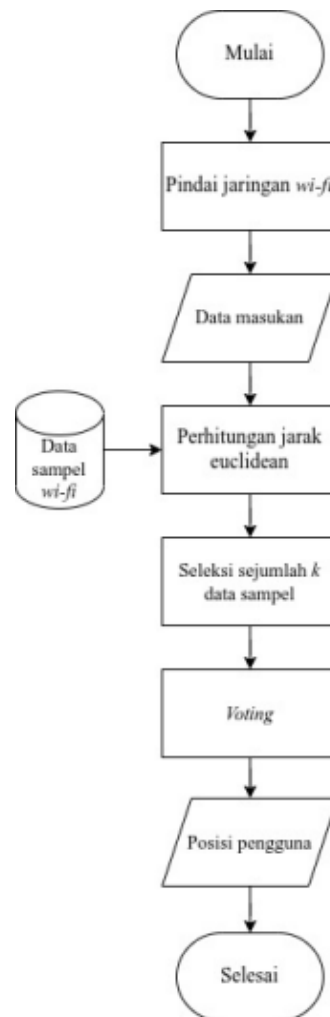 Mulai
Pindai jaringan wi-fi
Data masukan
Data
sampel
wi-fi
Perhitungan jarak
euclidean
Seleksi sejumlah k
data sampel
Voting
Posisi pengguna
Selesai